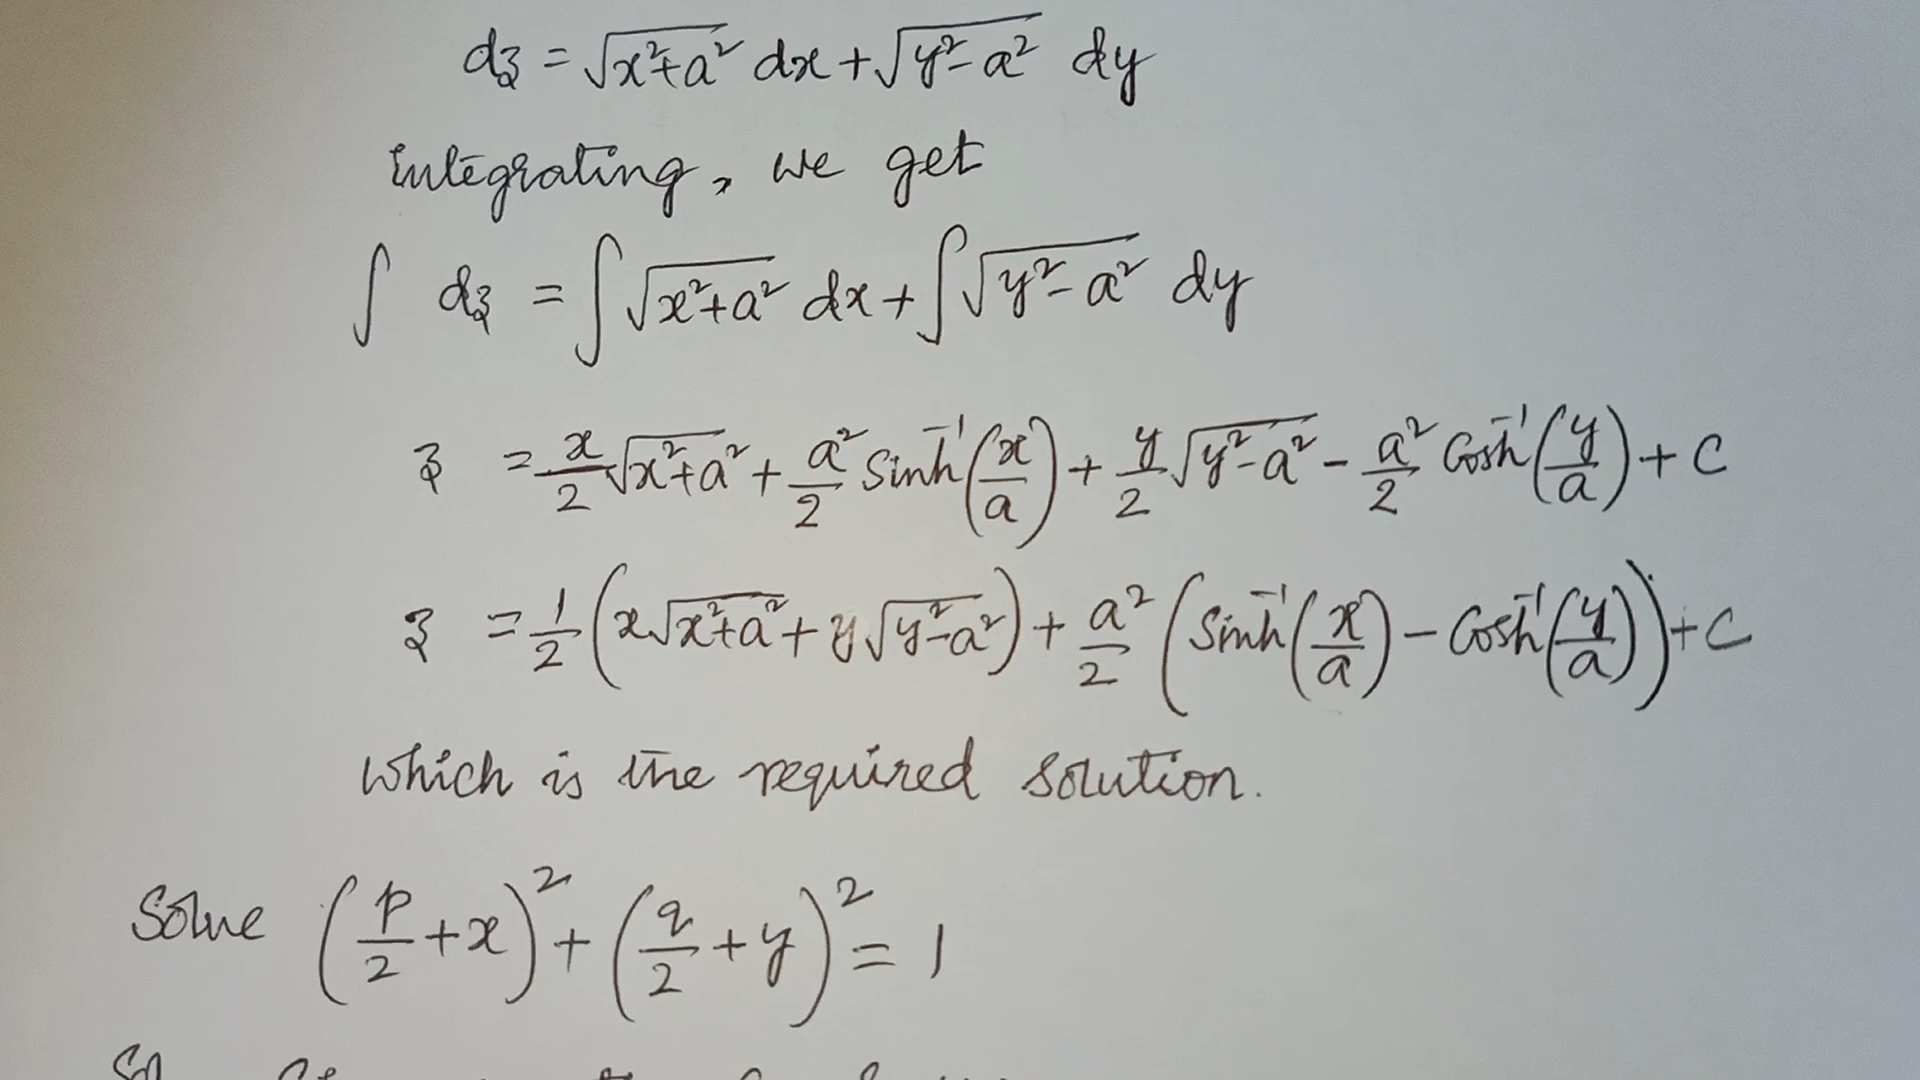 dz = √(x²+a²) dx + √(y²-a²) dy
Integrating, we get
∫ dz = ∫ √(x²+a²) dx + ∫ √(y²-a²) dy
z = x/2 √(x²+a²) + a²/2 Sinh⁻¹(x/a) + y/2 √(y²-a²) - a²/2 Cosh⁻¹(y/a) + C
z = 1/2 (x√(x²+a²) + y√(y²-a²)) + a²/2 (Sinh⁻¹(x/a) - Cosh⁻¹(y/a)) + C
which is the required solution.
Solve (p/2 + x)² + (q/2 + y)² = 1